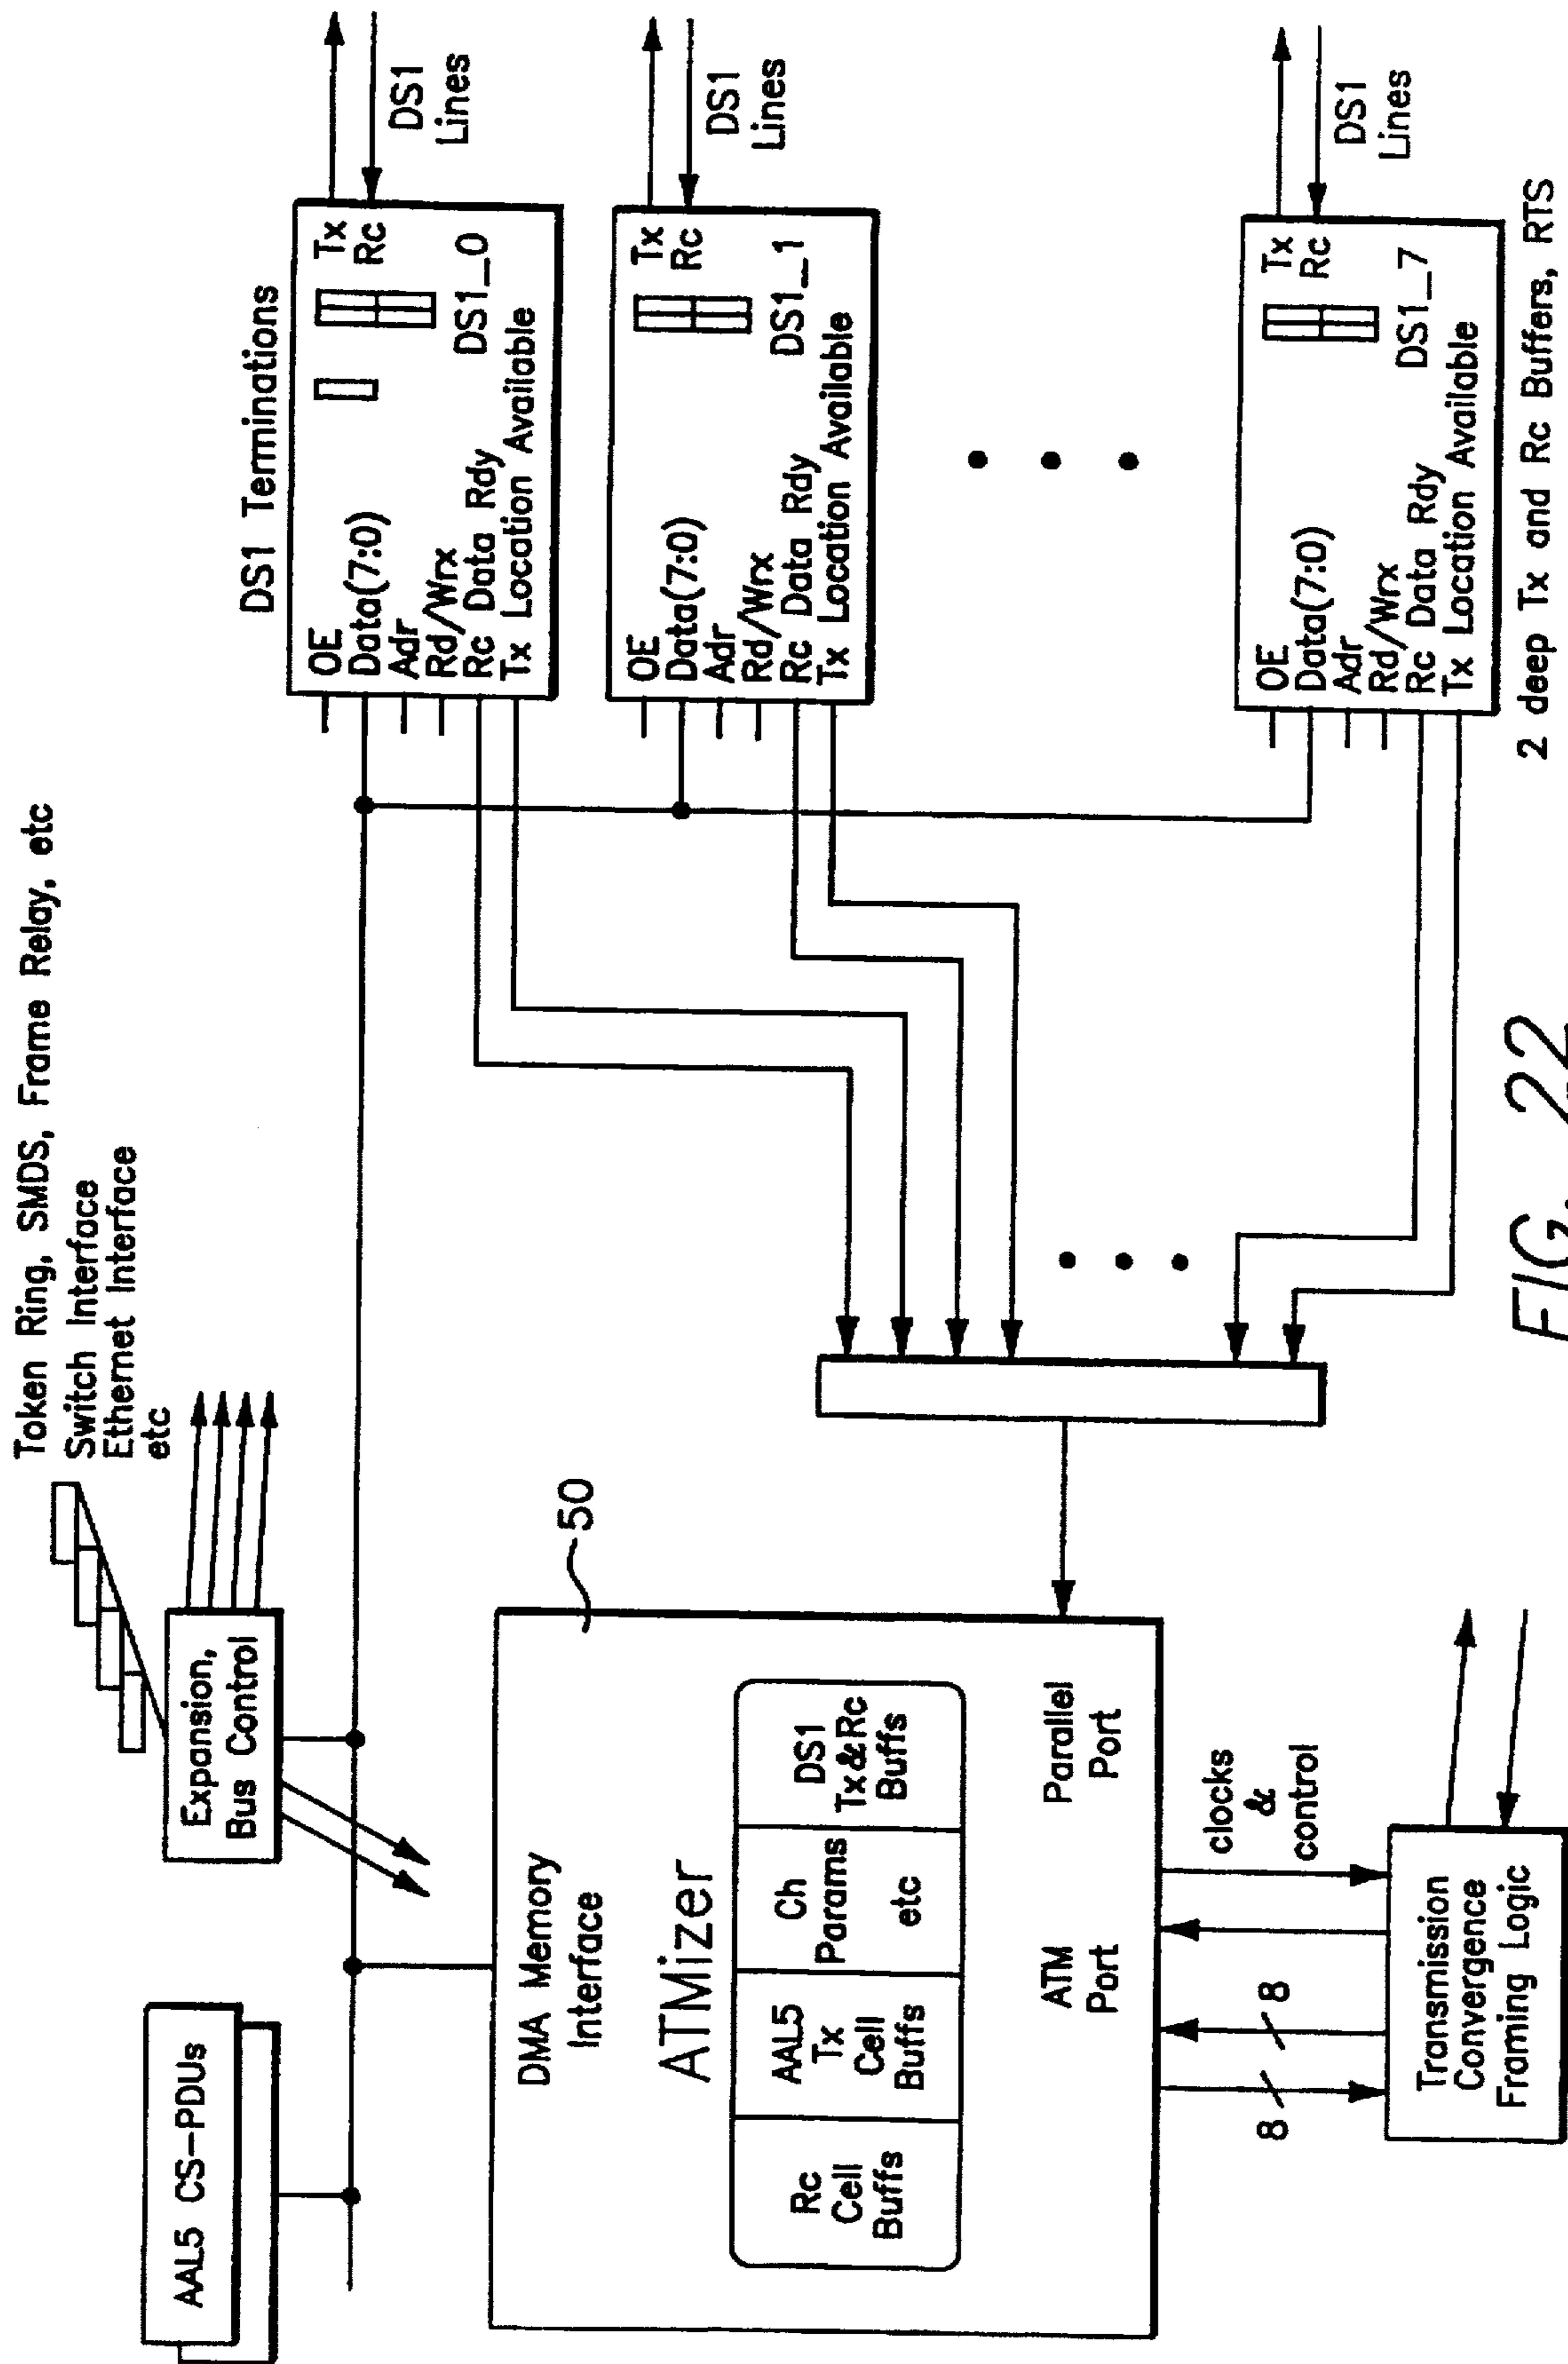 Token Ring, SMDS, Frame Relay, etc
Switch Interface
Ethernet Interface
etc
AAL5 CS-PDUs
Expansion,
Bus Control
DS1 Terminations
OE
Data(7:0)
Adr
Rd/Wrx
Rc Data Rdy
Tx Location Available
Tx
Rc
DS1_0
DS1
Lines
OE
Data(7:0)
Adr
Rd/Wrx
Rc Data Rdy
Tx Location Available
Tx
Rc
DS1_1
DS1
Lines
OE
Data(7:0)
Adr
Rd/Wrx
Rc Data Rdy
Tx Location Available
Tx
Rc
DS1_7
DS1
Lines
2 deep Tx and Rc Buffers, RTS
50
DMA Memory
Interface
ATMizer
Rc
Cell
Buffs
AAL5
Tx
Cell
Buffs
Ch
Params
etc
DS1
Tx&Rc
Buffs
ATM
Port
Parallel
Port
8
8
clocks
&
control
Transmission
Convergence
Framing Logic
FIG. 22